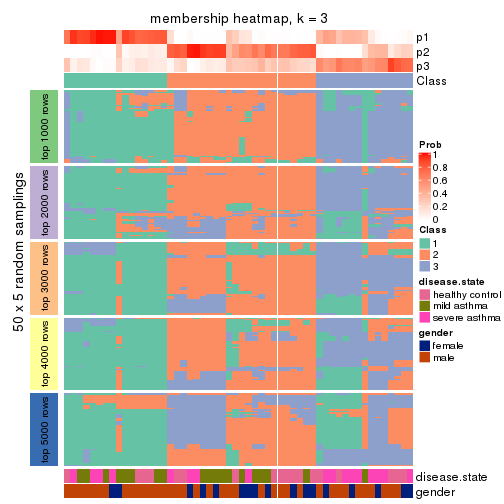 membership heatmap, k = 3
p1
p2
p3
Class
50 x 5 random samplings
top 1000 rows
top 2000 rows
top 3000 rows
top 4000 rows
top 5000 rows
Prob
1
0.8
0.6
0.4
0.2
0
Class
1
2
3
disease.state
healthy control
mild asthma
severe asthma
gender
female
male
disease.state
gender